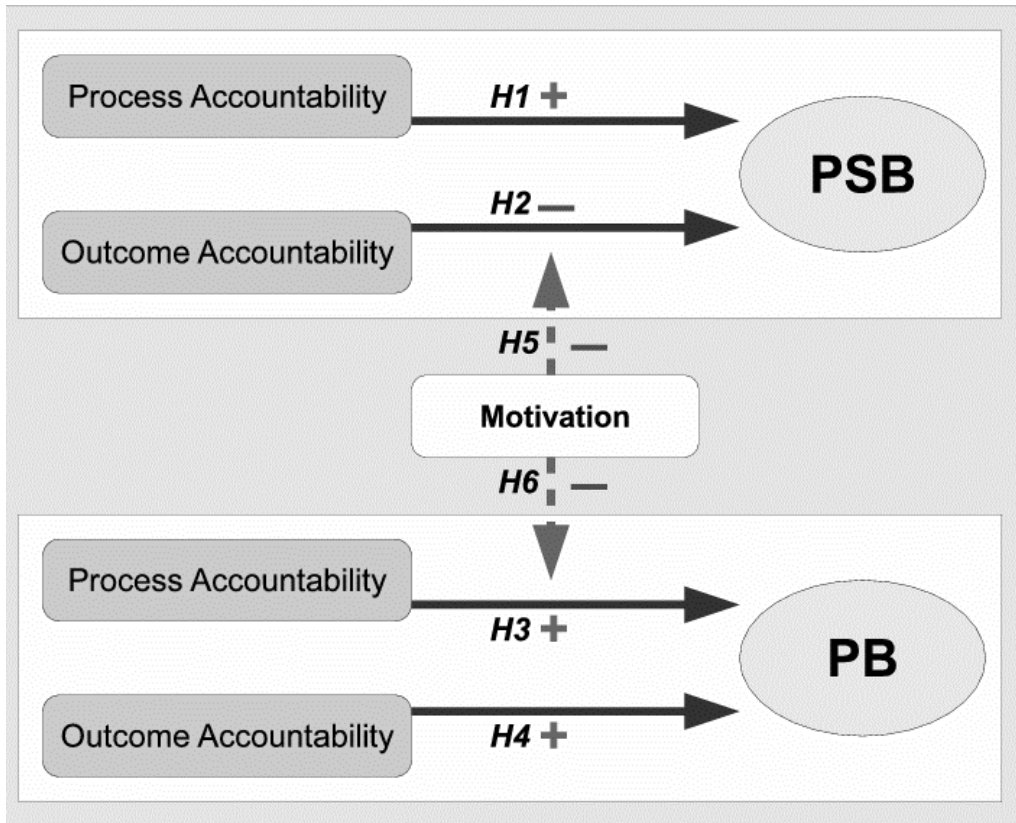 Process Accountability
H1 +
PSB
H2 —
Outcome Accountability
H5 —
Motivation
H6 —
Process Accountability
H3 +
PB
Outcome Accountability
H4 +